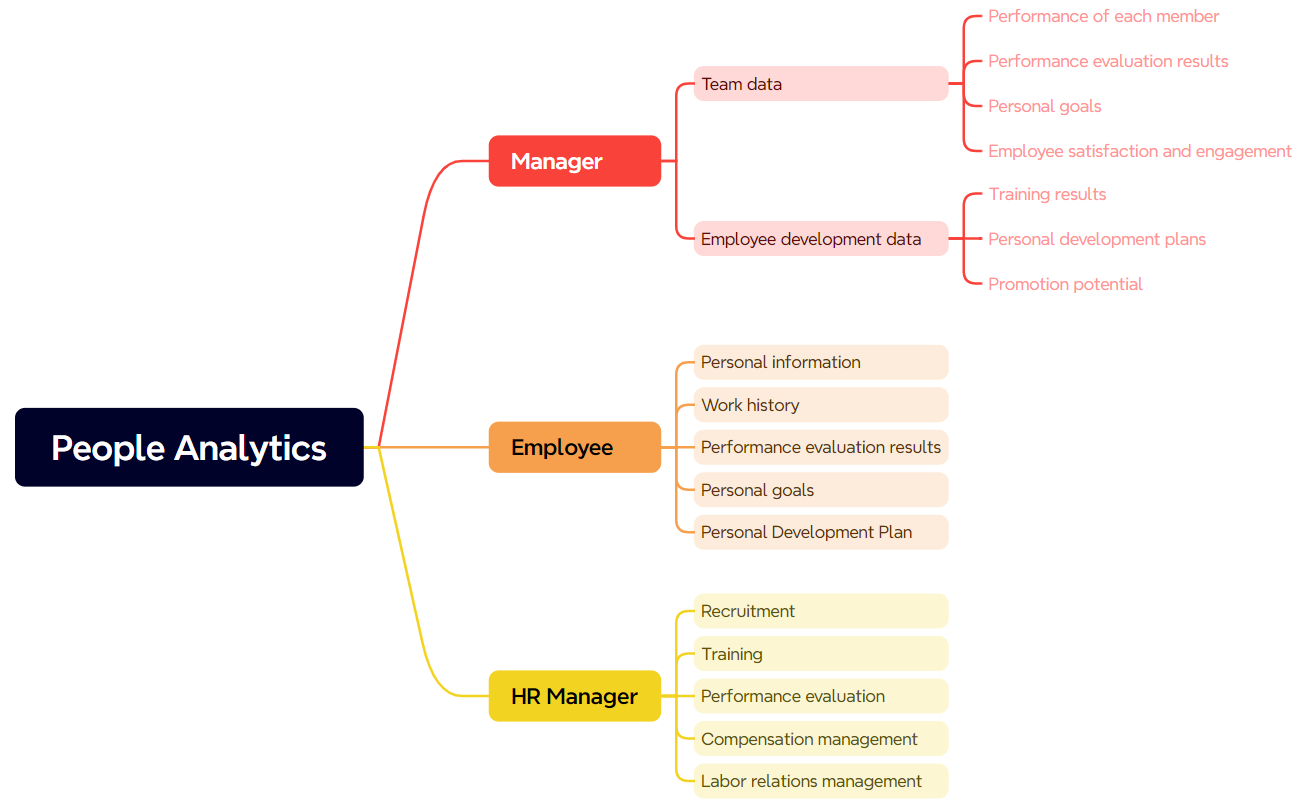 People Analytics
Manager
Team data
Performance of each member
Performance evaluation results
Personal goals
Employee satisfaction and engagement
Employee development data
Training results
Personal development plans
Promotion potential
Employee
Personal information
Work history
Performance evaluation results
Personal goals
Personal Development Plan
HR Manager
Recruitment
Training
Performance evaluation
Compensation management
Labor relations management